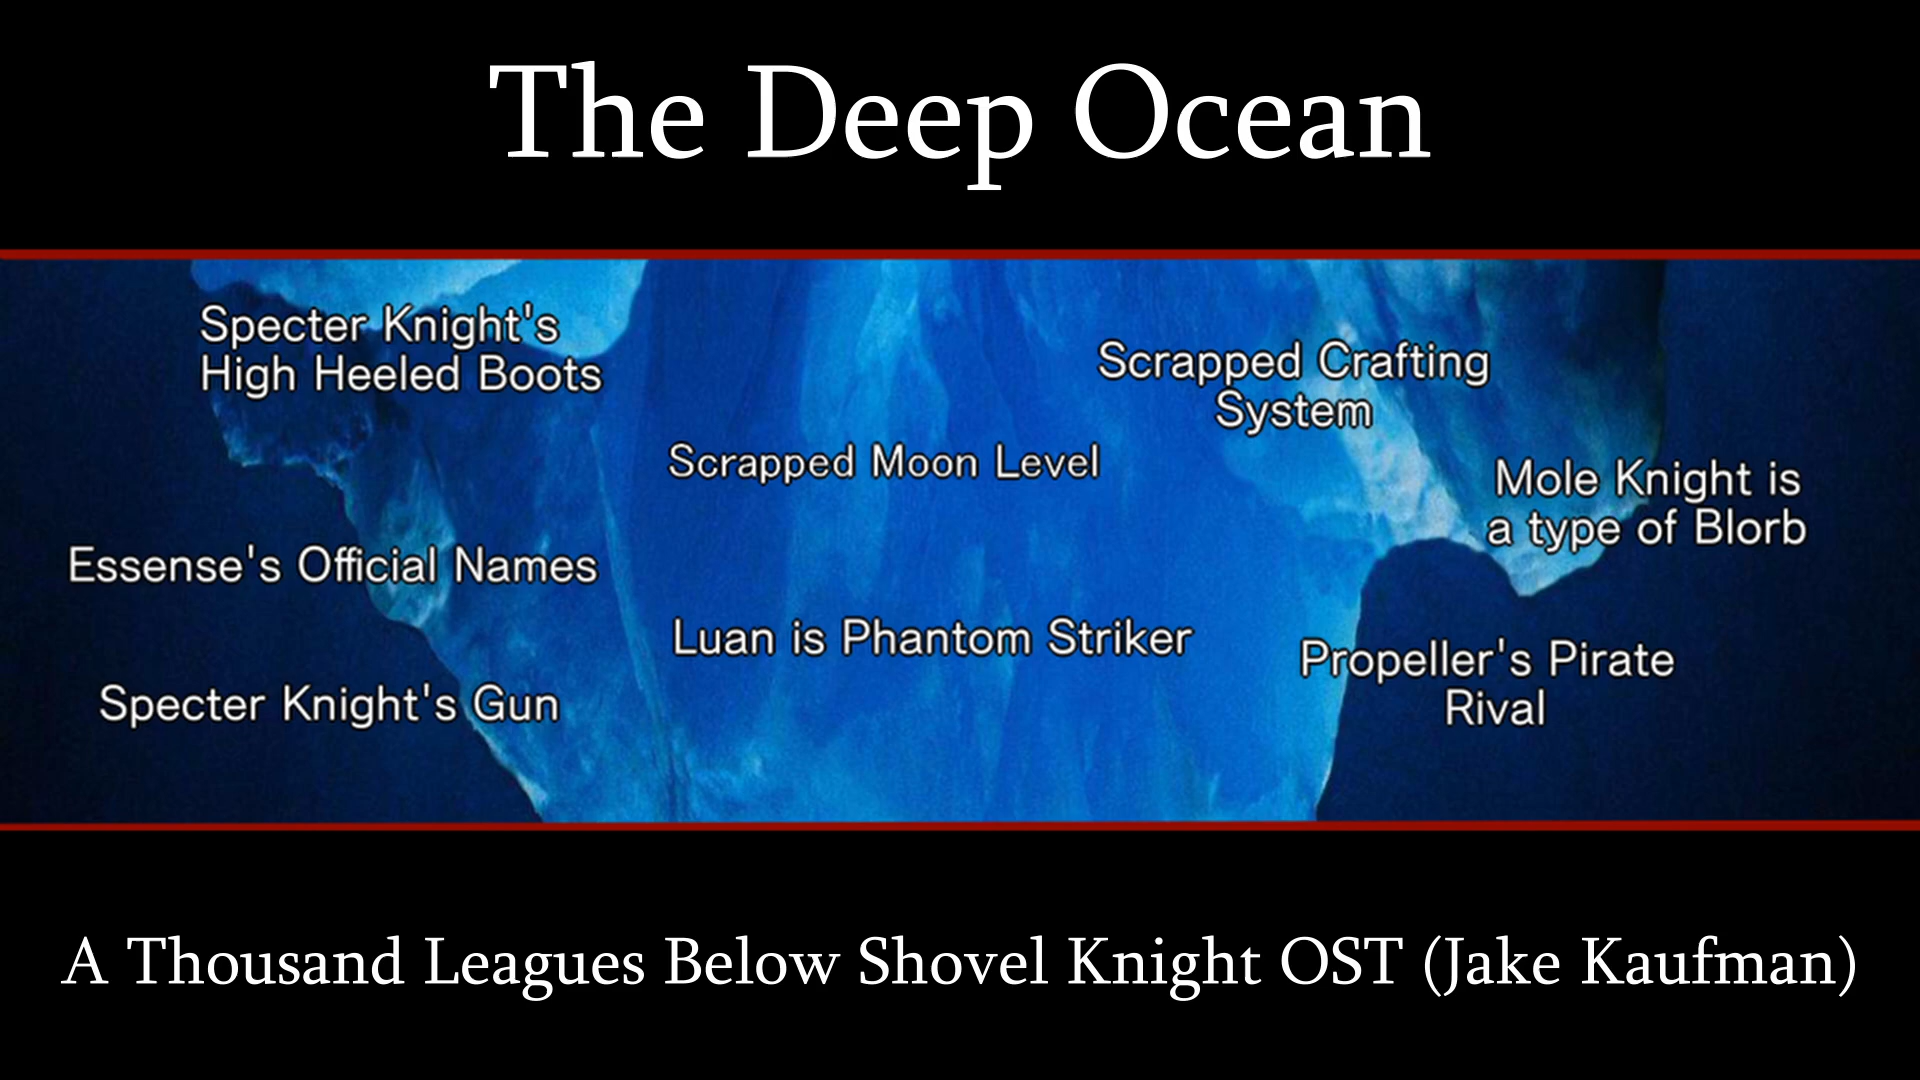 The Deep Ocean
Specter Knight's
High Heeled Boots
Scrapped Crafting
System
Scrapped Moon Level
Mole Knight is
a type of Blorb
Essense's Official Names
Luan is Phantom Striker
Propeller's Pirate
Rival
Specter Knight's Gun
A Thousand Leagues Below Shovel Knight OST (Jake Kaufman)